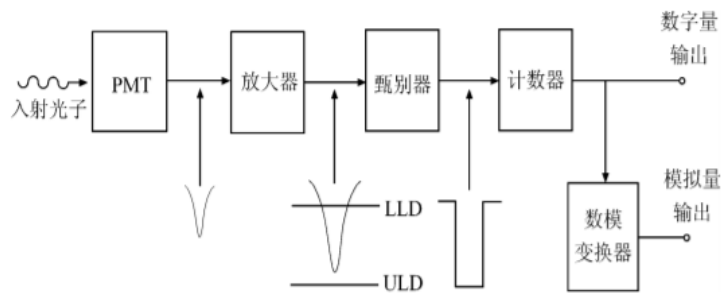 入射光子
PMT
放大器
甄别器
计数器
数字量
输出
LLD
ULD
数模
变换器
模拟量
输出